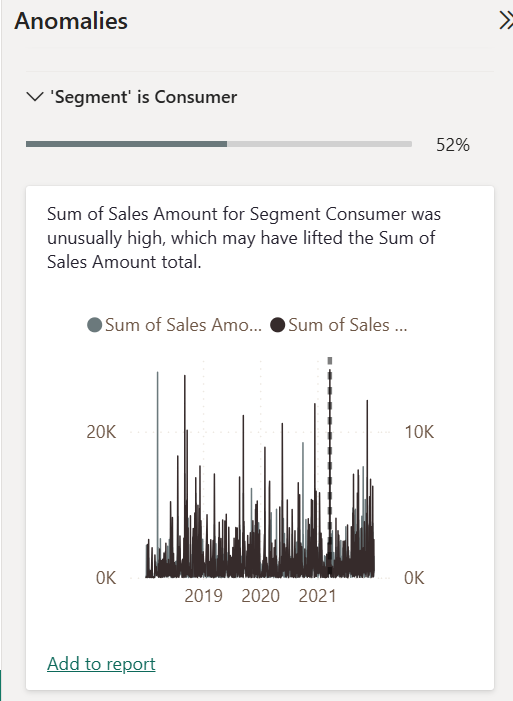 Anomalies
'Segment' is Consumer
52%
Sum of Sales Amount for Segment Consumer was
unusually high, which may have lifted the Sum of
Sales Amount total.
Sum of Sales Amo... Sum of Sales ...
20K 10K
0K 0K
2019 2020 2021
Add to report